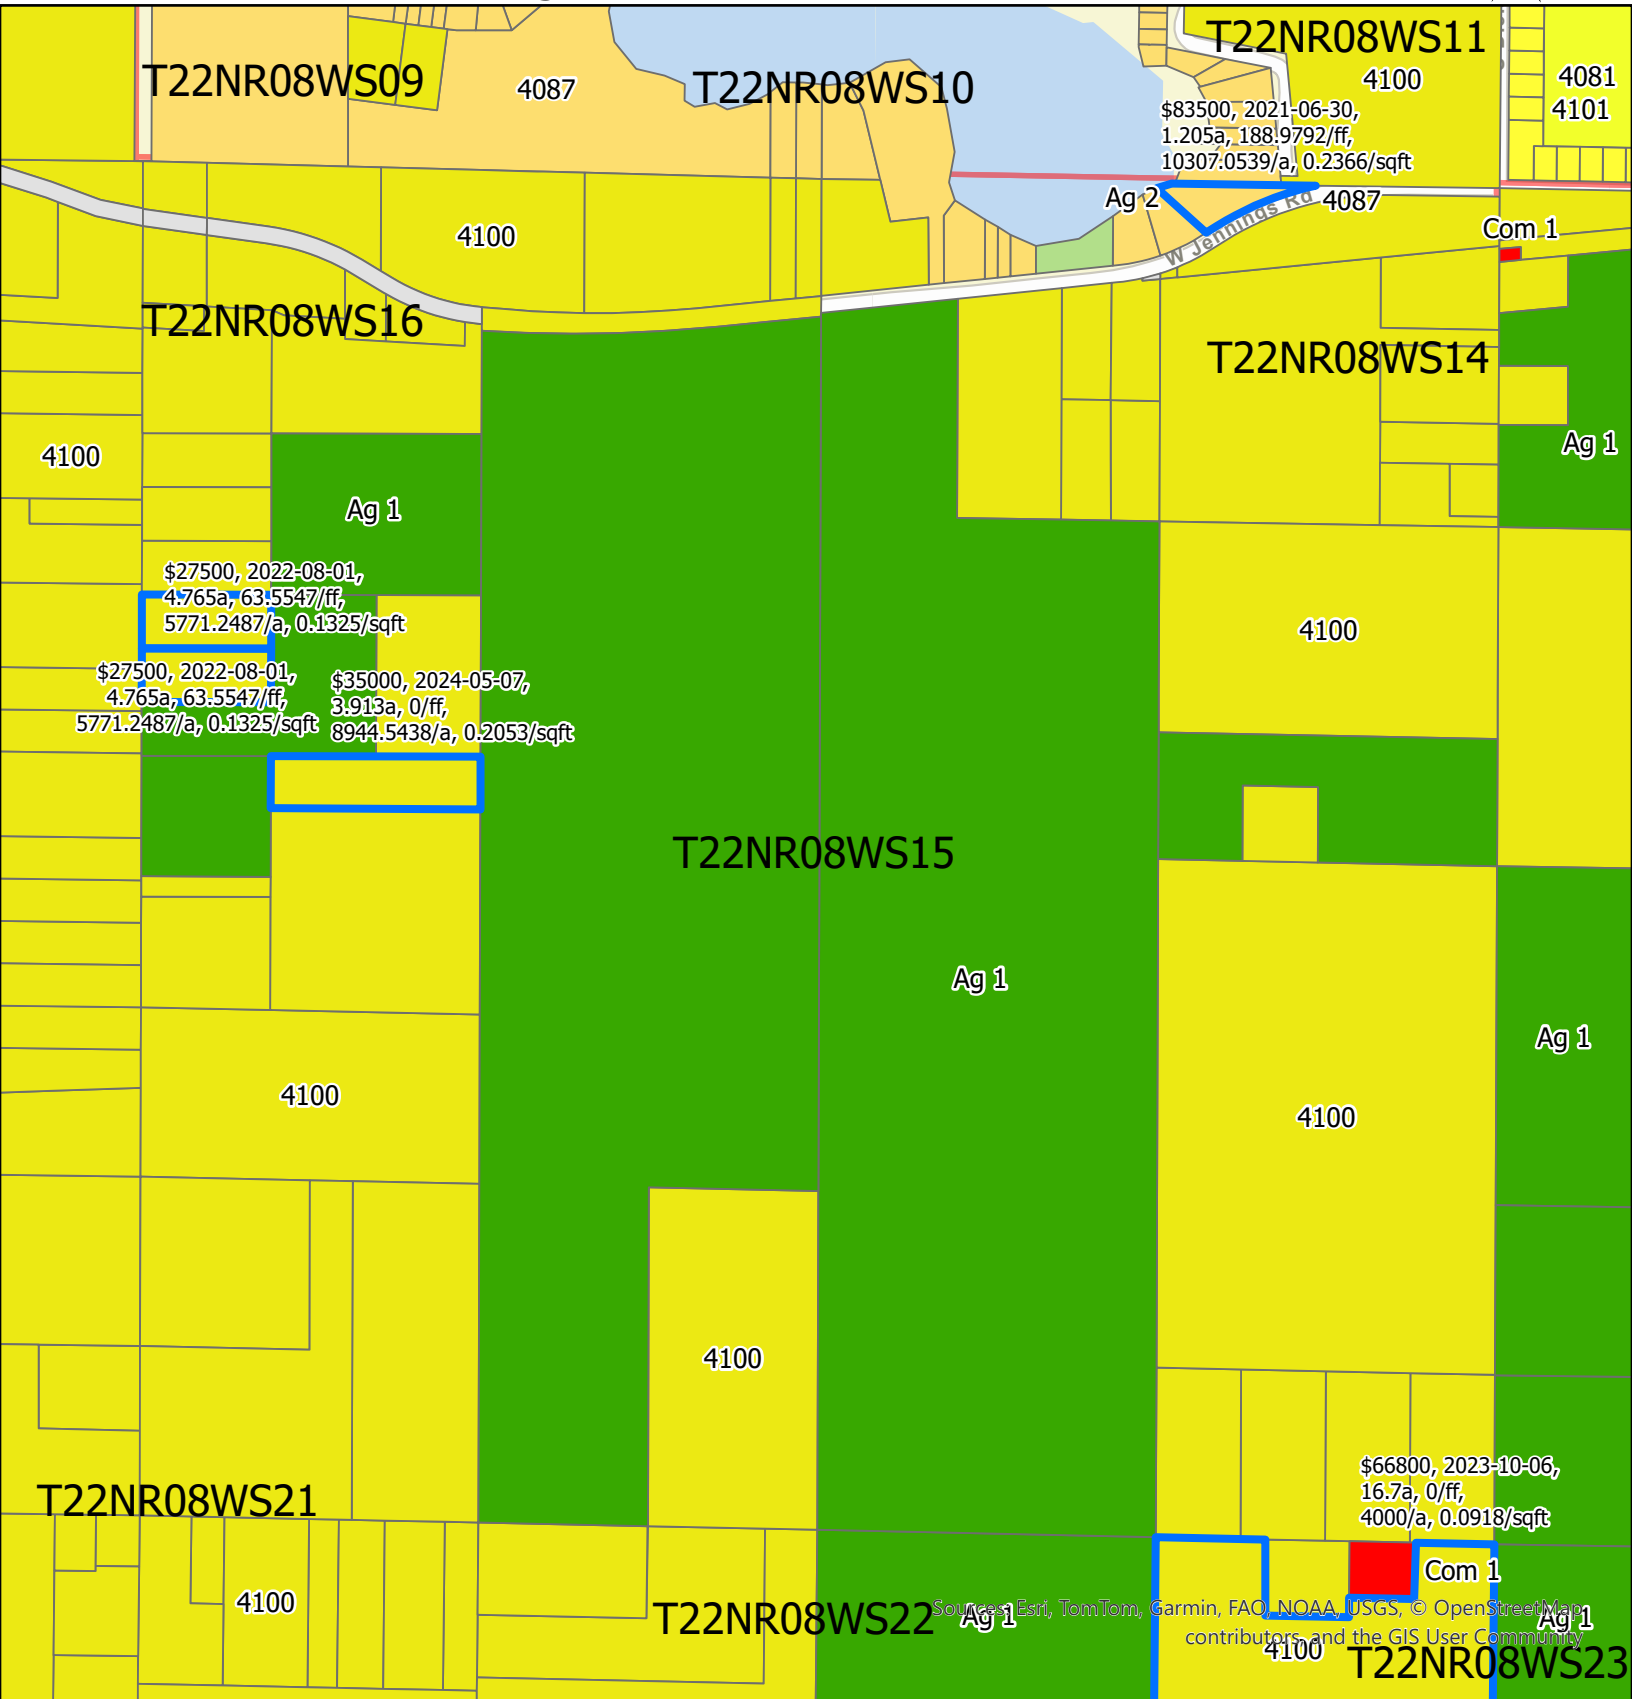 T22NR08WS11
T22NR08WS09
T22NR08WS10
4087
4100
4081
4101
$83500, 2021-06-30,
1.205a, 188.9792/ff,
10307.0539/a, 0.2366/sqft
Ag 2
4087
W Jennings Rd
Com 1
4100
T22NR08WS16
T22NR08WS14
4100
Ag 1
Ag 1
$27500, 2022-08-01,
4.765a, 63.5547/ff,
5771.2487/a, 0.1325/sqft
4100
$27500, 2022-08-01,
4.765a, 63.5547/ff,
5771.2487/a, 0.1325/sqft
$35000, 2024-05-07,
3.913a, 0/ff,
8944.5438/a, 0.2053/sqft
T22NR08WS15
Ag 1
Ag 1
4100
4100
4100
T22NR08WS21
$66800, 2023-10-06,
16.7a, 0/ff,
4000/a, 0.0918/sqft
Com 1
4100
T22NR08WS22
Ag 1
Ag 1
Sources: Esri, TomTom, Garmin, FAO, NOAA, USGS, © OpenStreetMap
contributors, and the GIS User Community
4100
T22NR08WS23